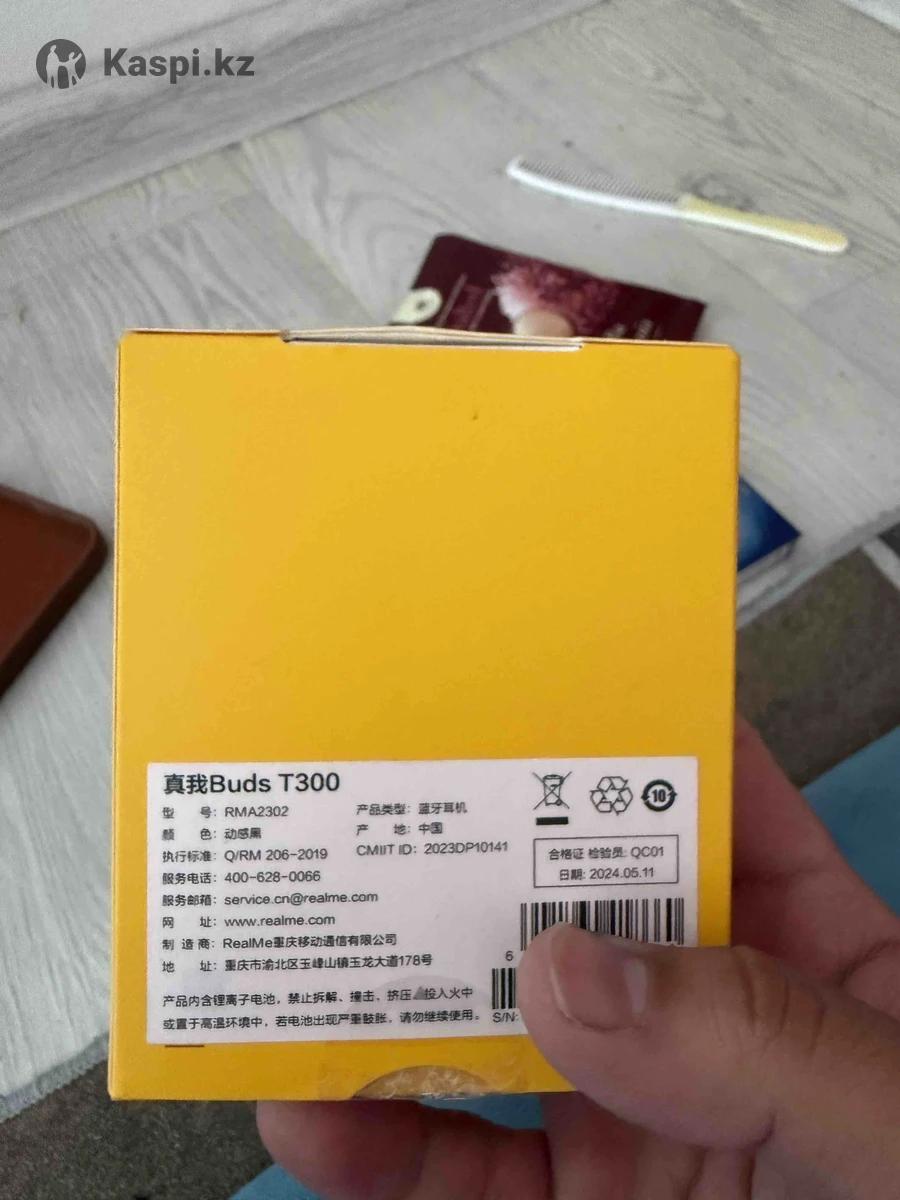 Kaspi.kz
真我Buds T300
型 号：RMA2302 产品类型：蓝牙耳机
颜 色：动感黑 产 地：中国
执行标准：Q/RM 206-2019 CMIIT ID：2023DP10141
服务电话：400-628-0066
服务邮箱：service.cn@realme.com
网 址：www.realme.com
制 造 商：RealMe重庆移动通信有限公司
地 址：重庆市渝北区玉峰山镇玉龙大道178号
产品内含锂离子电池，禁止拆解、撞击、挤压 投入火中
或置于高温环境中，若电池出现严重鼓胀，请勿继续使用。
10
合格证 检验员：QC01
日期：2024.05.11
6
S/N: